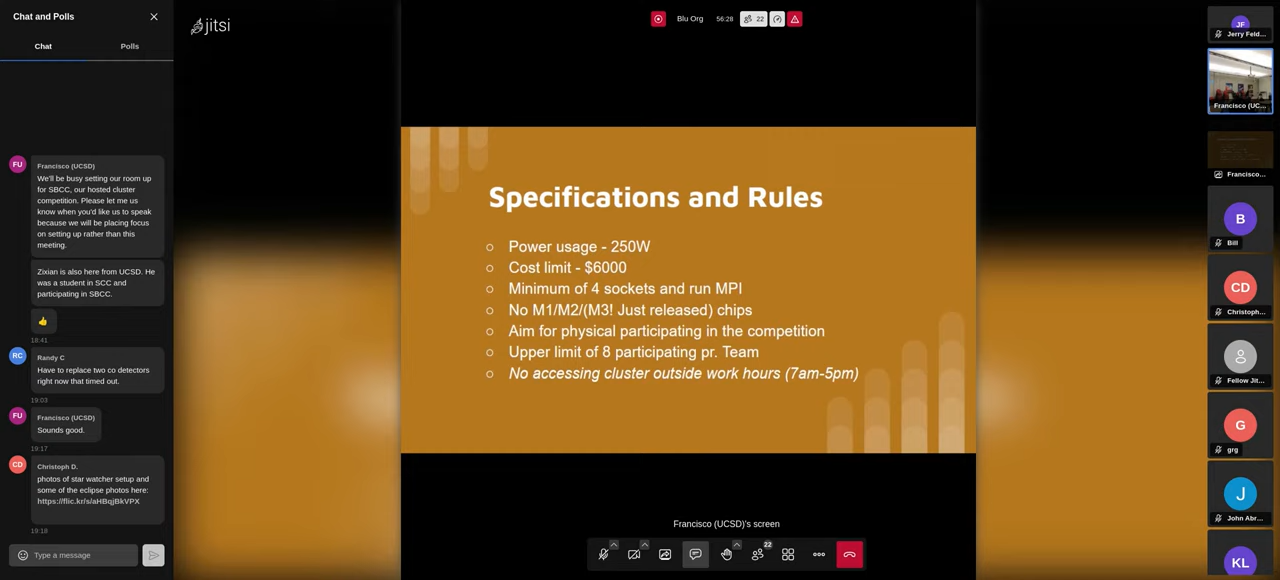 Chat and Polls
Chat
Polls
FU
Francisco (UCSD)
We'll be busy setting our room up
for SBCC, our hosted cluster
competition. Please let me us
know when you'd like us to speak
because we will be placing focus
on setting up rather than this
meeting.
Zixian is also here from UCSD. He
was a student in SCC and
participating in SBCC.
18:41
RC
Randy C
Have to replace two co detectors
right now that timed out.
19:03
FU
Francisco (UCSD)
Sounds good.
19:17
CD
Christoph D.
photos of star watcher setup and
some of the eclipse photos here:
https://flic.kr/s/aHBqjBkVPX
19:18
Type a message
jitsi
Blu Org
56:28
22
Specifications and Rules
Power usage - 250W
Cost limit - $6000
Minimum of 4 sockets and run MPI
No M1/M2/(M3! Just released) chips
Aim for physical participating in the competition
Upper limit of 8 participating pr. Team
No accessing cluster outside work hours (7am-5pm)
Francisco (UCSD)'s screen
22
JF
Jerry Feld...
Francisco (UC...
Francisco...
B
Bill
CD
Christoph...
Fellow Jit...
G
grg
J
John Abr...
KL